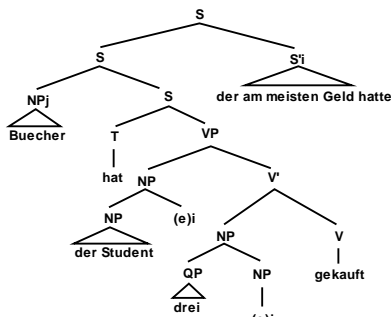 S
S S'i
der am meisten Geld hatte
NPj S
Buecher
T VP
hat
NP V'
NP (e)i
der Student
NP V
QP NP gekauft
drei